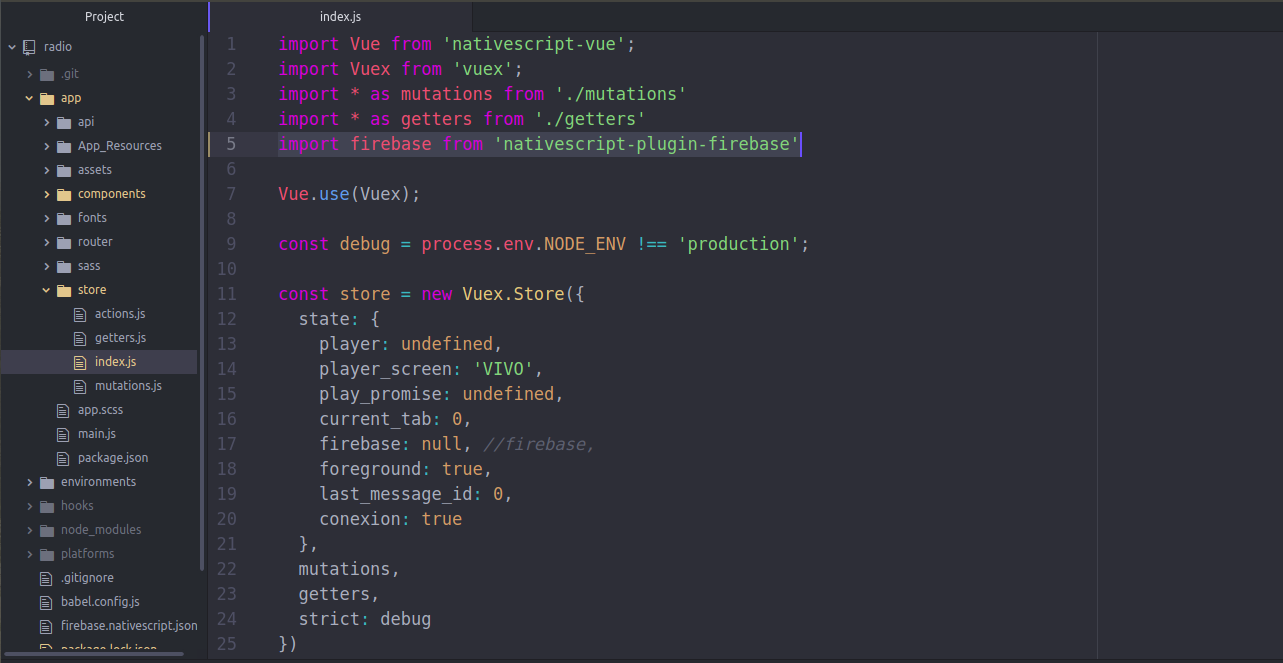 Project
radio
.git
app
api
App_Resources
assets
components
fonts
router
sass
store
actions.js
getters.js
index.js
mutations.js
app.scss
main.js
package.json
environments
hooks
node_modules
platforms
.gitignore
babel.config.js
firebase.nativescript.json
package-lock.json
index.js
1 import Vue from 'nativescript-vue';
2 import Vuex from 'vuex';
3 import * as mutations from './mutations'
4 import * as getters from './getters'
5 import firebase from 'nativescript-plugin-firebase'
6
7 Vue.use(Vuex);
8
9 const debug = process.env.NODE_ENV !== 'production';
10
11 const store = new Vuex.Store({
12   state: {
13     player: undefined,
14     player_screen: 'VIVO',
15     play_promise: undefined,
16     current_tab: 0,
17     firebase: null, //firebase,
18     foreground: true,
19     last_message_id: 0,
20     conexion: true
21   },
22   mutations,
23   getters,
24   strict: debug
25 })